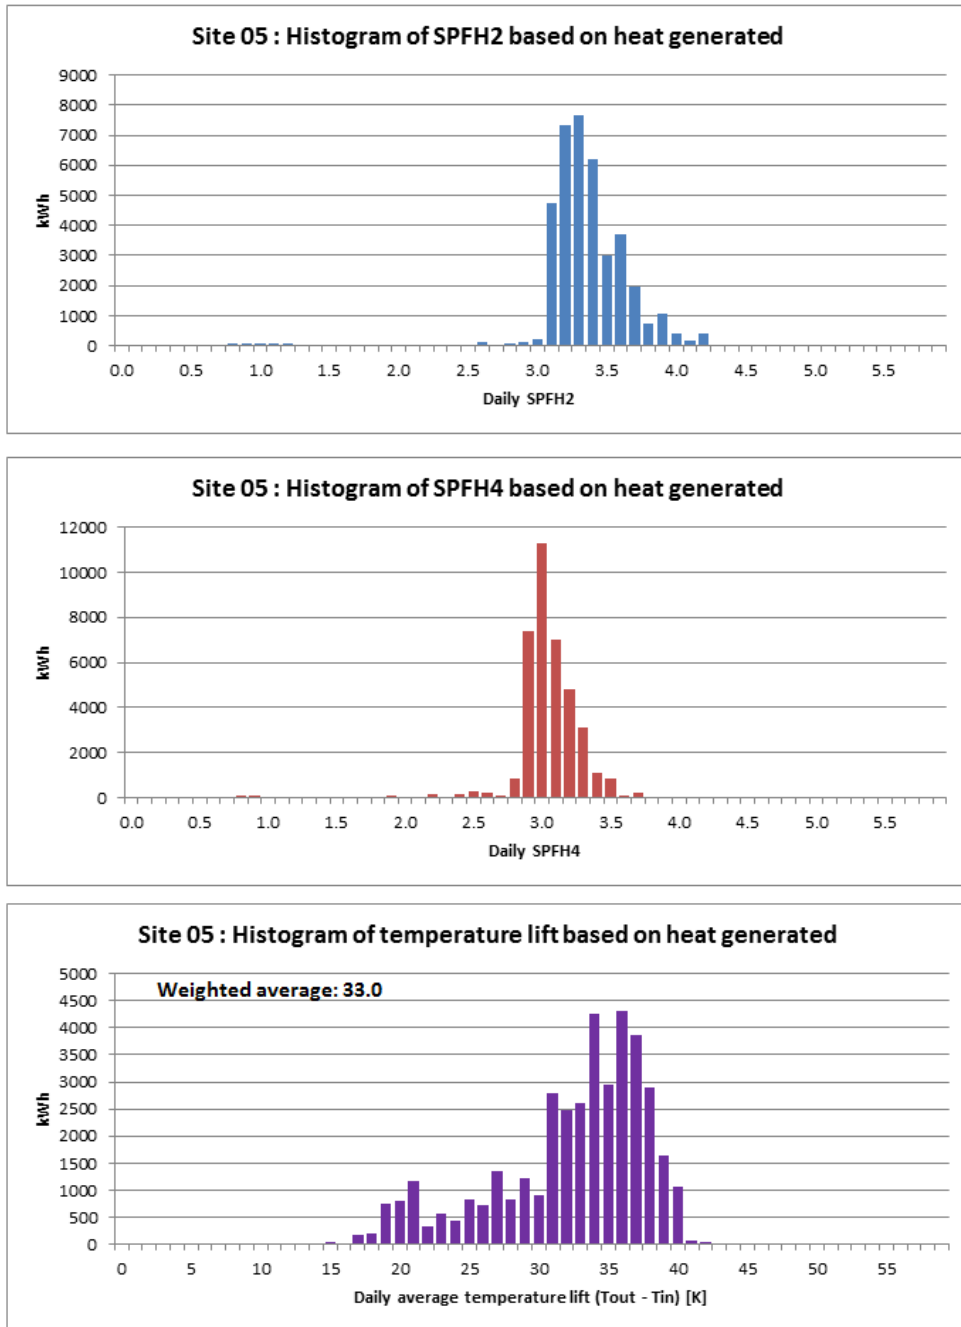 Site 05 : Histogram of SPFH2 based on heat generated
9000
8000
7000
6000
5000
4000
3000
2000
1000
0
kWh
0.0 0.5 1.0 1.5 2.0 2.5 3.0 3.5 4.0 4.5 5.0 5.5
Daily SPFH2
Site 05 : Histogram of SPFH4 based on heat generated
12000
10000
8000
6000
4000
2000
0
kWh
0.0 0.5 1.0 1.5 2.0 2.5 3.0 3.5 4.0 4.5 5.0 5.5
Daily SPFH4
Site 05 : Histogram of temperature lift based on heat generated
Weighted average: 33.0
5000
4500
4000
3500
3000
2500
2000
1500
1000
500
0
kWh
0 5 10 15 20 25 30 35 40 45 50 55
Daily average temperature lift (Tout - Tin) [K]